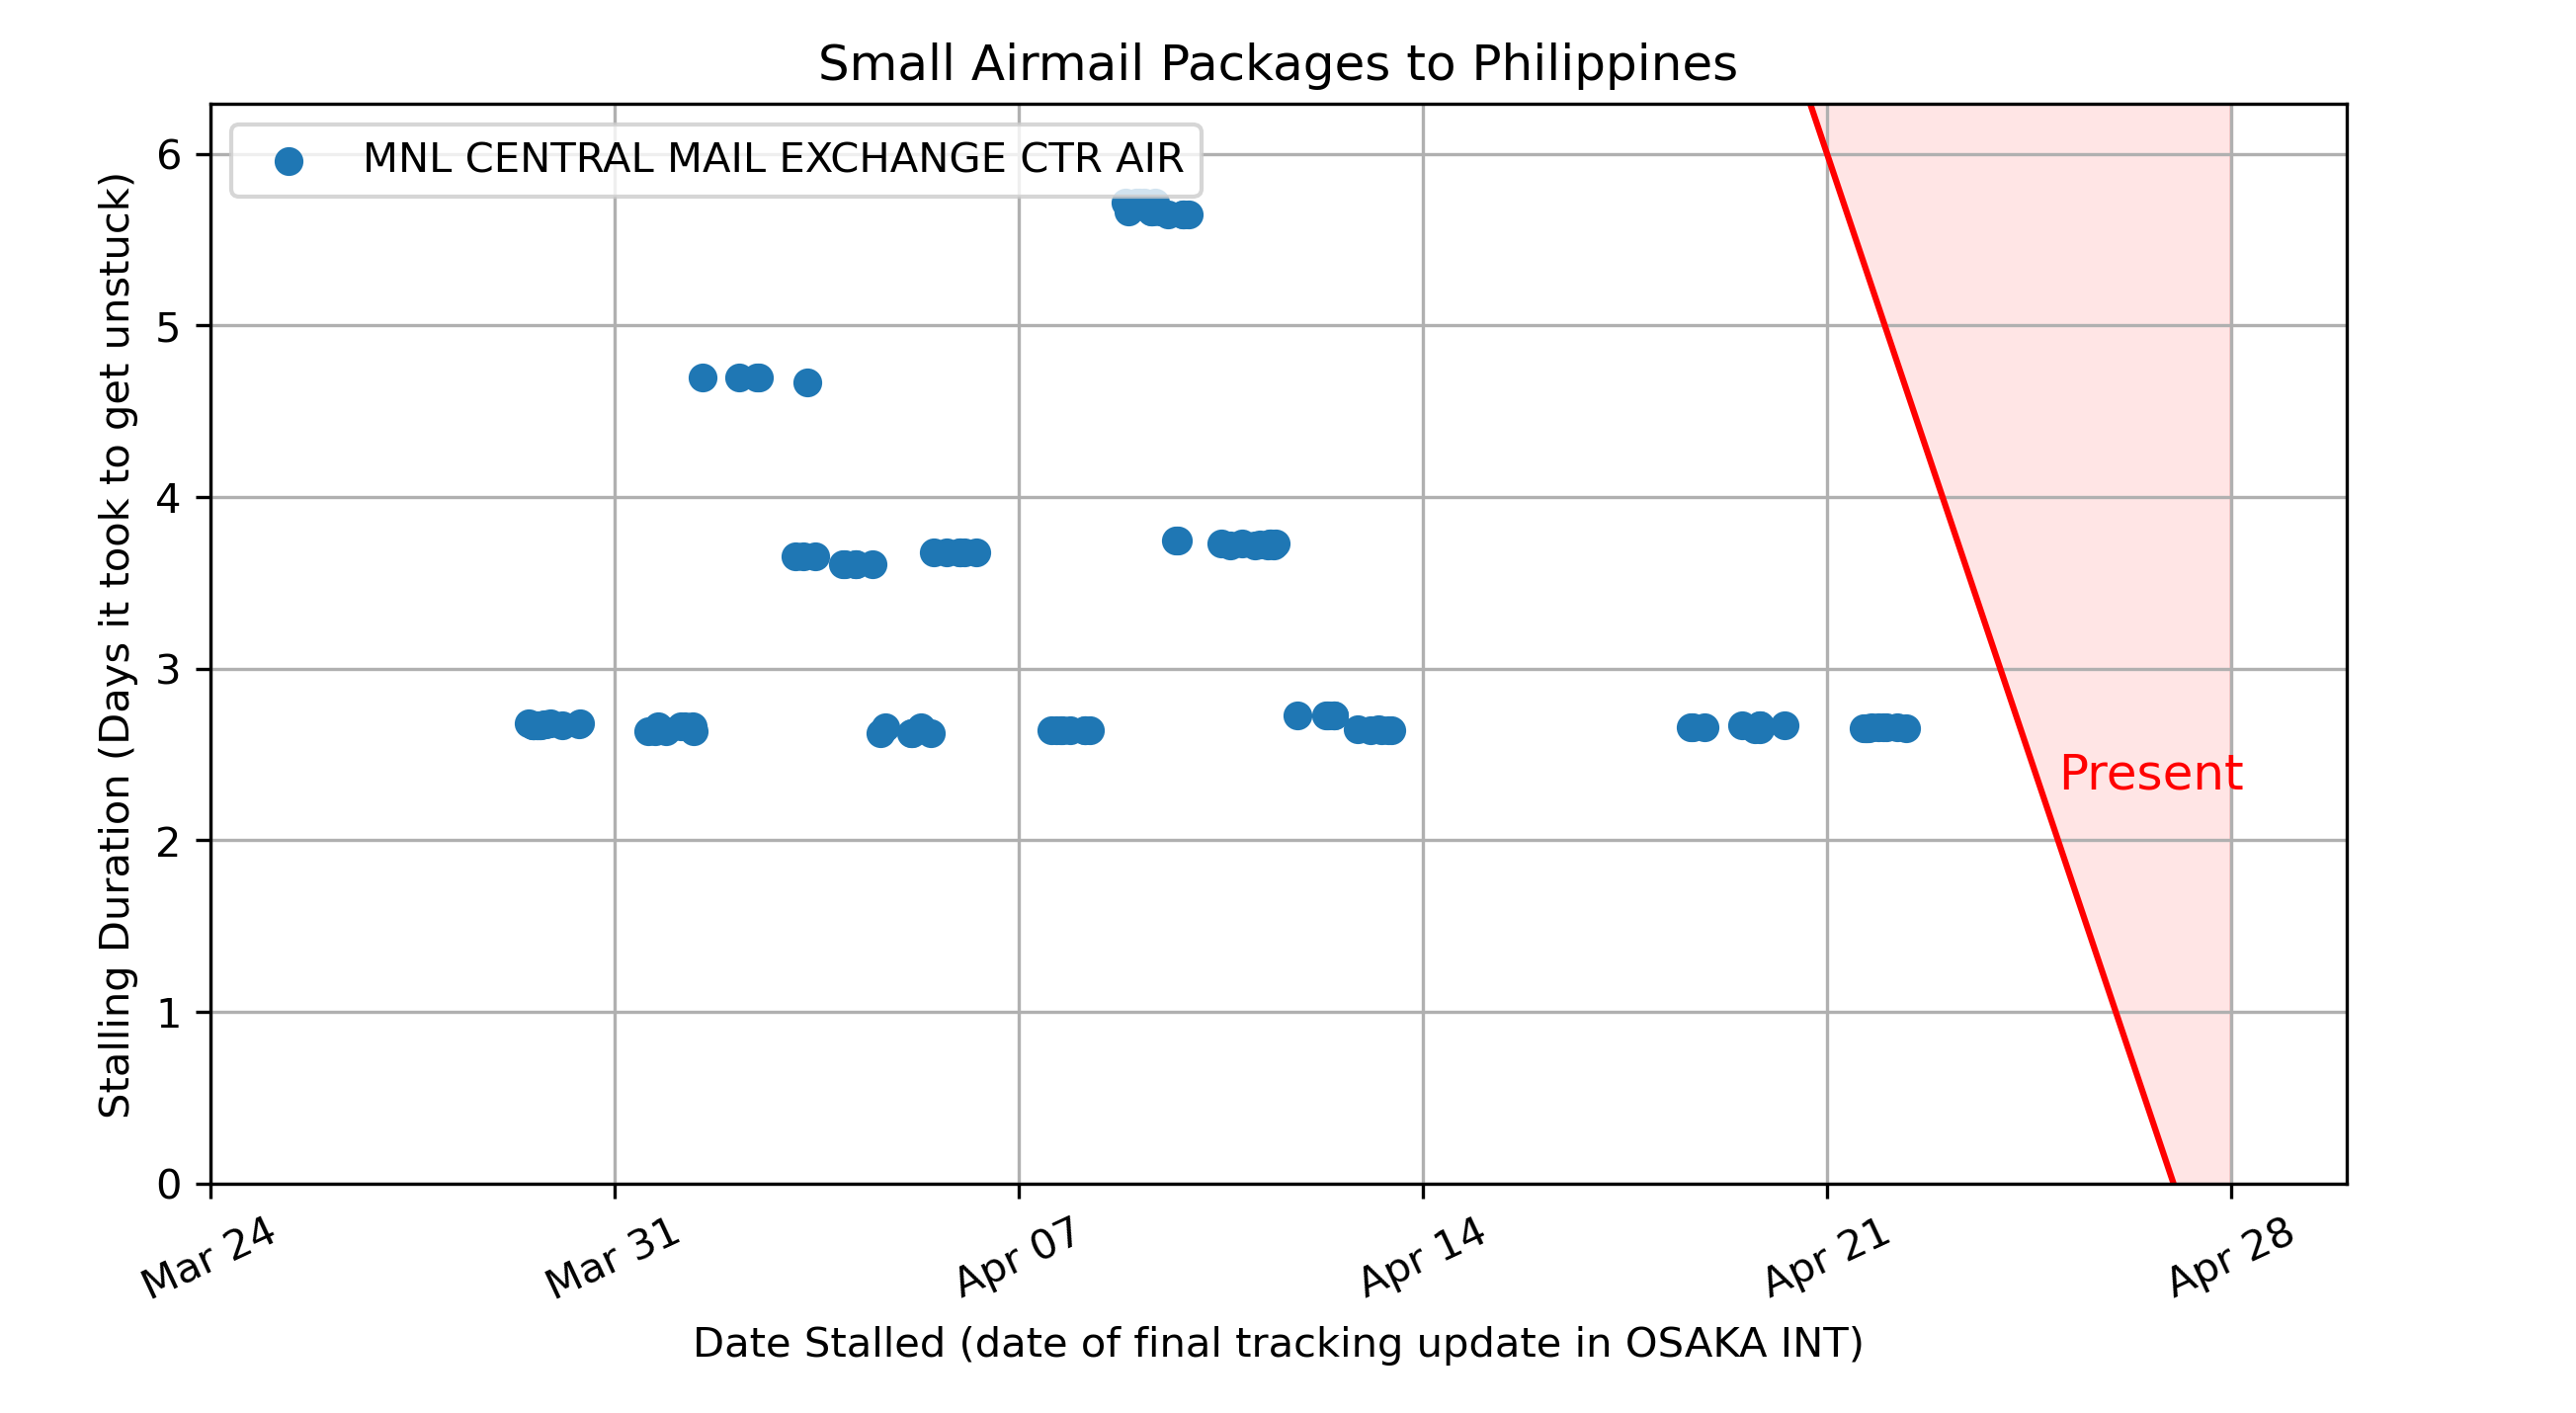 Small Airmail Packages to Philippines
MNL CENTRAL MAIL EXCHANGE CTR AIR
Stalling Duration (Days it took to get unstuck)
6
5
4
3
2
1
0
Present
Mar 24
Mar 31
Apr 07
Apr 14
Apr 21
Apr 28
Date Stalled (date of final tracking update in OSAKA INT)